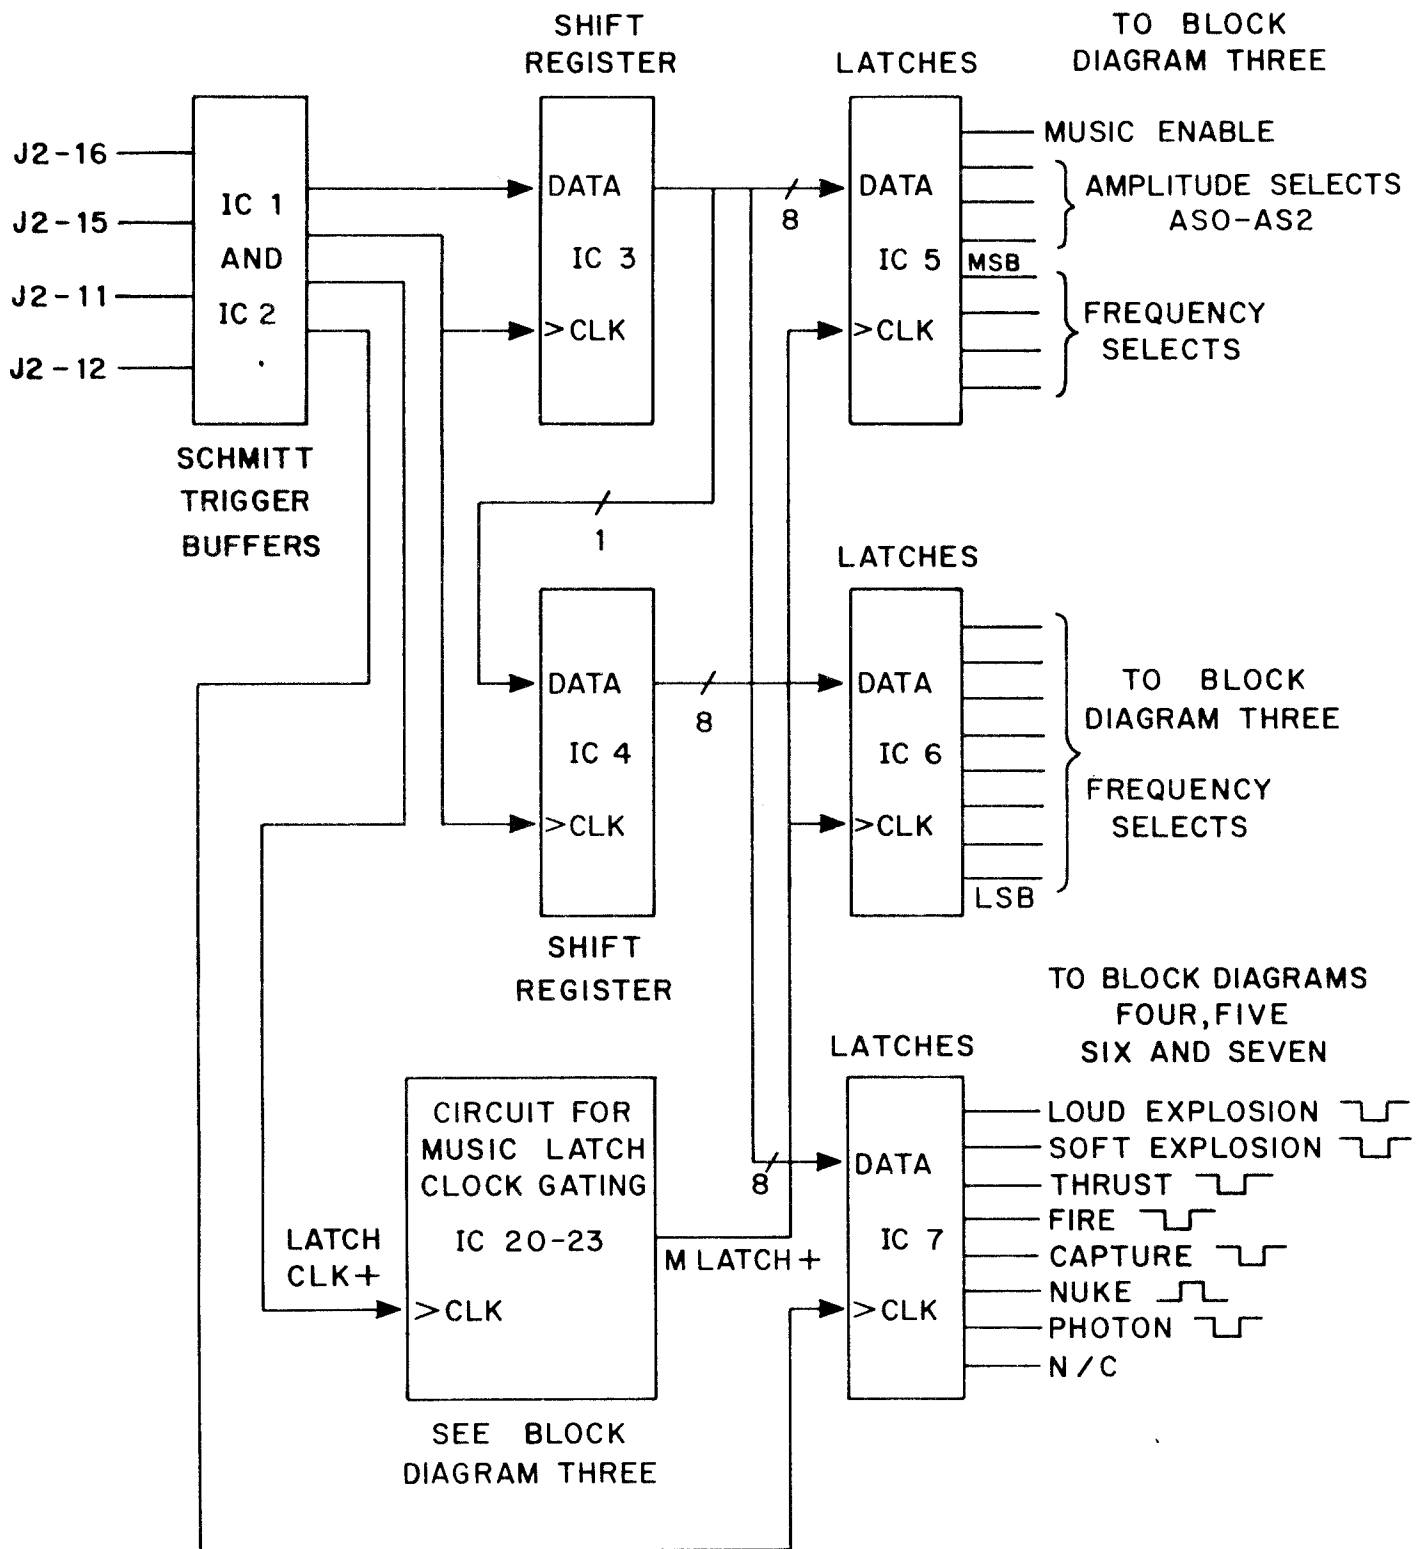 SHIFT
REGISTER
LATCHES
TO BLOCK
DIAGRAM THREE
J2-16
J2-15
J2-11
J2-12
IC 1
AND
IC 2
SCHMITT
TRIGGER
BUFFERS
DATA
IC 3
>CLK
8
DATA
IC 5
>CLK
MUSIC ENABLE
AMPLITUDE SELECTS
AS0-AS2
MSB
FREQUENCY
SELECTS
1
LATCHES
DATA
IC 4
>CLK
SHIFT
REGISTER
8
DATA
IC 6
>CLK
TO BLOCK
DIAGRAM THREE
FREQUENCY
SELECTS
LSB
CIRCUIT FOR
MUSIC LATCH
CLOCK GATING
IC 20-23
>CLK
LATCH
CLK+
M LATCH+
SEE BLOCK
DIAGRAM THREE
8
LATCHES
DATA
IC 7
>CLK
TO BLOCK DIAGRAMS
FOUR, FIVE
SIX AND SEVEN
LOUD EXPLOSION
SOFT EXPLOSION
THRUST
FIRE
CAPTURE
NUKE
PHOTON
N/C